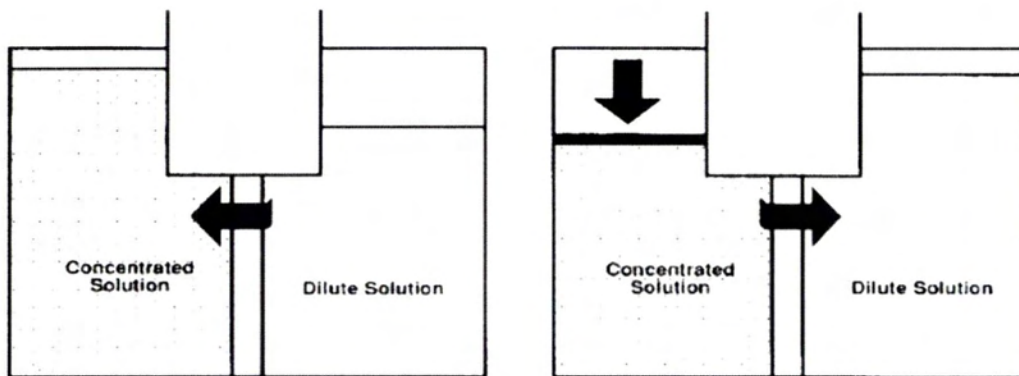 Concentrated
Solution
Dilute Solution
Concentrated
Solution
Dilute Solution